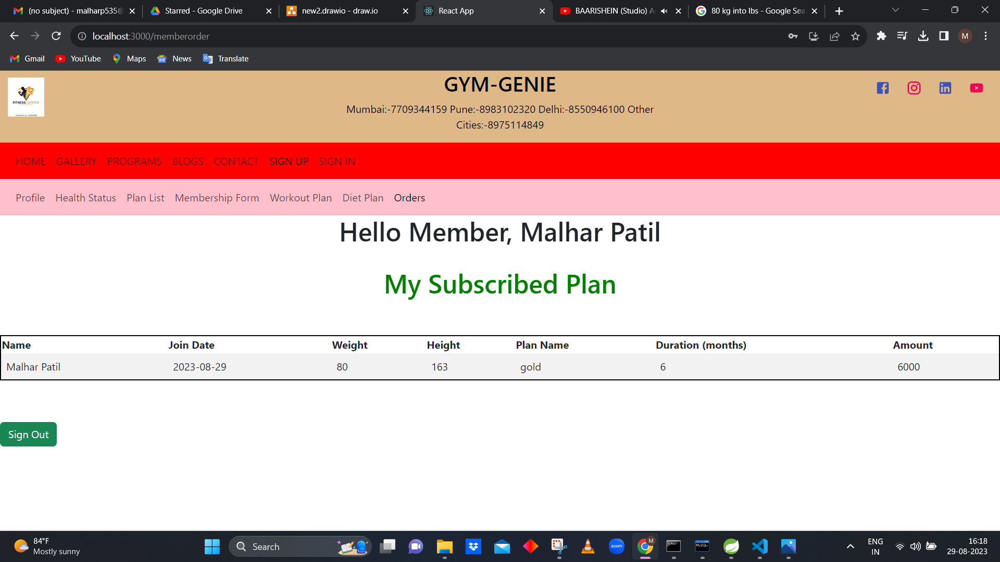 (no subject) - malharp535@
Starred - Google Drive
new2.drawio - draw.io
React App
BAARISHEIN (Studio)
80 kg into lbs - Google Sea
localhost:3000/memberorder
M
Gmail
YouTube
Maps
News
Translate
FITNESS CENTER
GYM-GENIE
Mumbai:-7709344159 Pune:-8983102320 Delhi:-8550946100 Other
Cities:-8975114849
HOME GALLERY PROGRAMS BLOGS CONTACT SIGN UP SIGN IN
Profile Health Status Plan List Membership Form Workout Plan Diet Plan Orders
Hello Member, Malhar Patil
My Subscribed Plan
Name Join Date Weight Height Plan Name Duration (months) Amount
Malhar Patil 2023-08-29 80 163 gold 6 6000
Sign Out
84°F
Mostly sunny
Search
zoom
M
MySQL
ENG
IN
16:18
29-08-2023